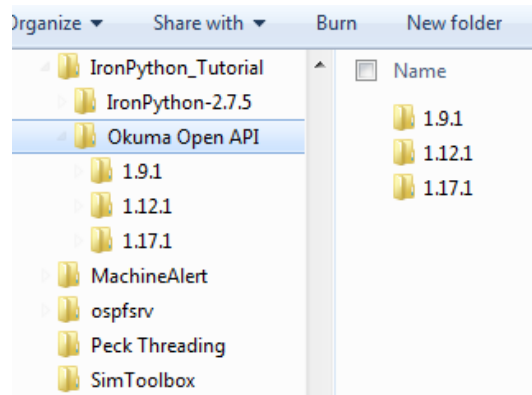 Organize ▾ Share with ▾ Burn New folder
IronPython_Tutorial
IronPython-2.7.5
Okuma Open API
1.9.1
1.12.1
1.17.1
MachineAlert
ospfsrv
Peck Threading
SimToolbox
Name
1.9.1
1.12.1
1.17.1